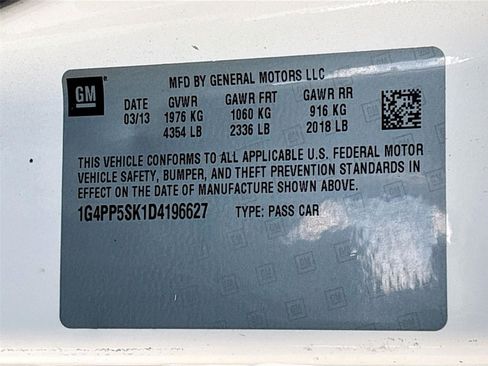 GM
MFD BY GENERAL MOTORS LLC
DATE GVWR GAWR FRT GAWR RR
03/13 1976 KG 1060 KG 916 KG
4354 LB 2336 LB 2018 LB
THIS VEHICLE CONFORMS TO ALL APPLICABLE U.S. FEDERAL MOTOR
VEHICLE SAFETY, BUMPER, AND THEFT PREVENTION STANDARDS IN
EFFECT ON THE DATE OF MANUFACTURE SHOWN ABOVE.
1G4PP5SK1D4196627 TYPE: PASS CAR